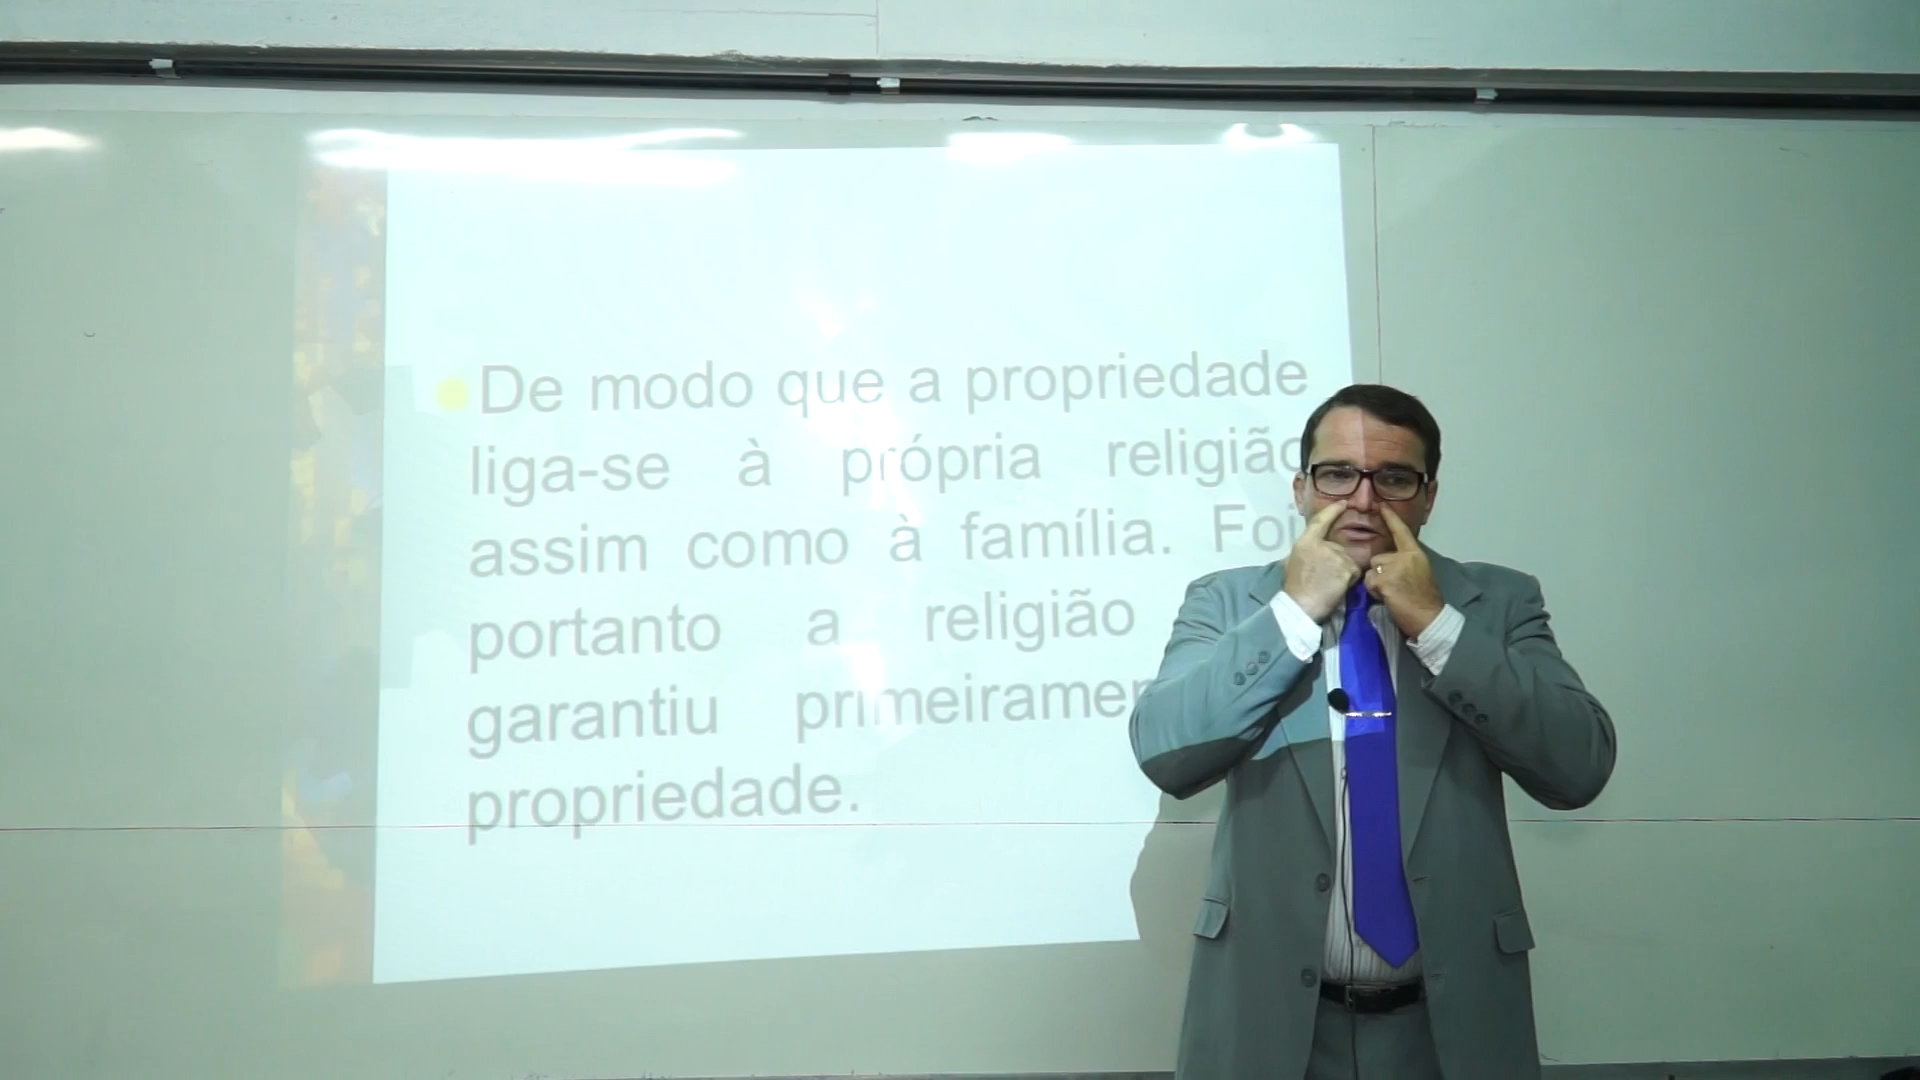 De modo que a propriedade
liga-se à própria religião
assim como à família. Foi
portanto a religião
garantiu
propriedade.